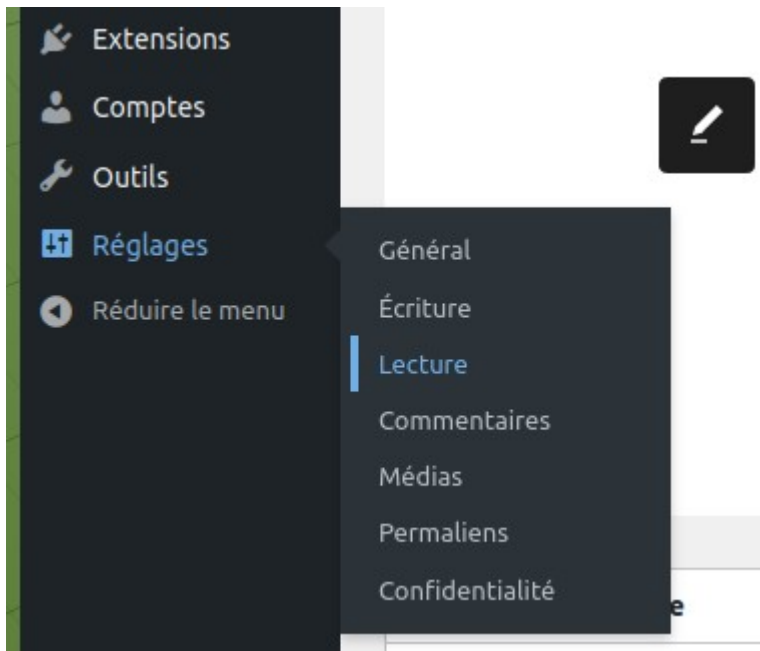 Extensions
Comptes
Outils
Réglages
Réduire le menu
Général
Écriture
Lecture
Commentaires
Médias
Permaliens
Confidentialité
e